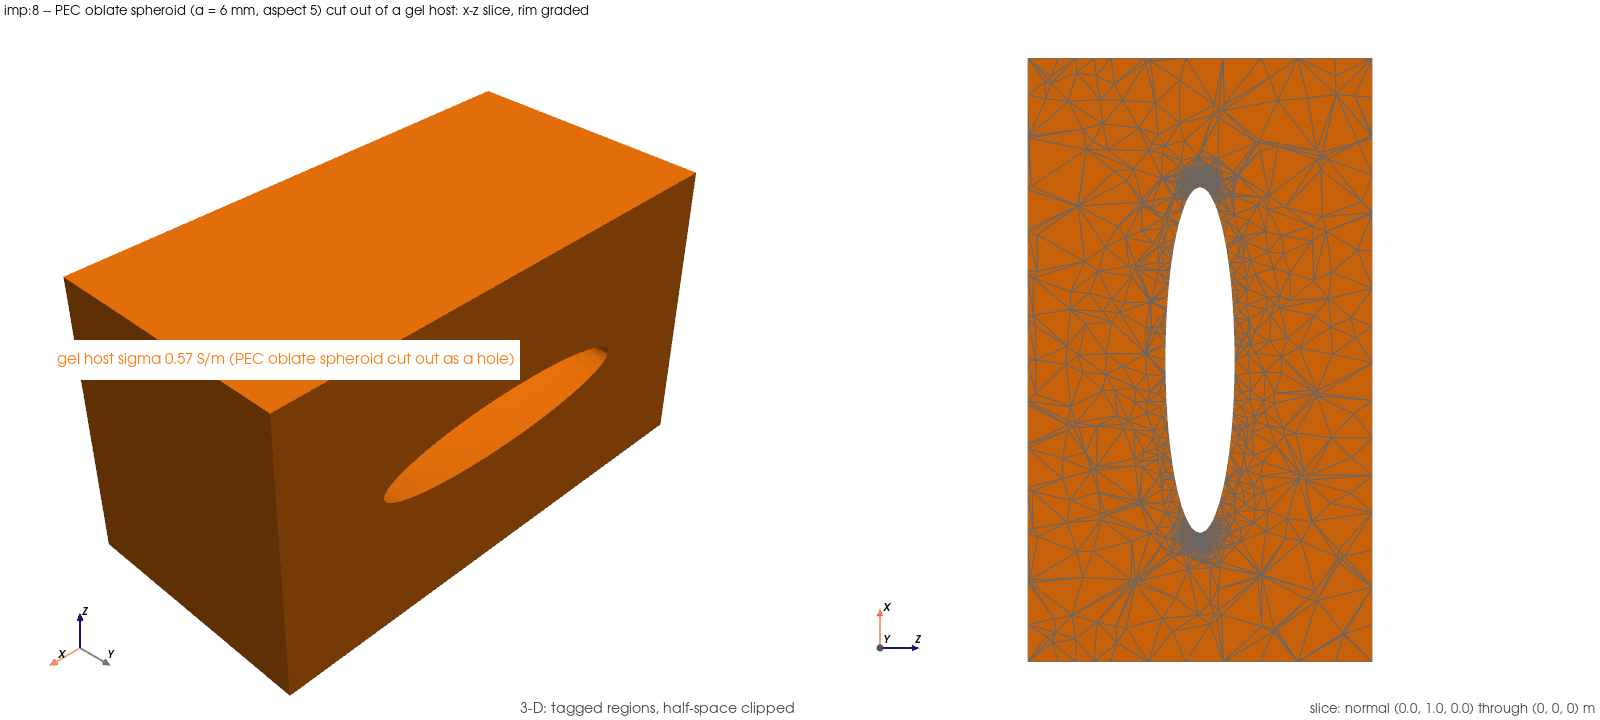 imp:8 -- PEC oblate spheroid (a = 6 mm, aspect 5) cut out of a gel host: x-z slice, rim graded
gel host sigma 0.57 S/m (PEC oblate spheroid cut out as a hole)
Z
X
Y
X
Y
Z
3-D: tagged regions, half-space clipped
slice: normal (0.0, 1.0, 0.0) through (0, 0, 0) m